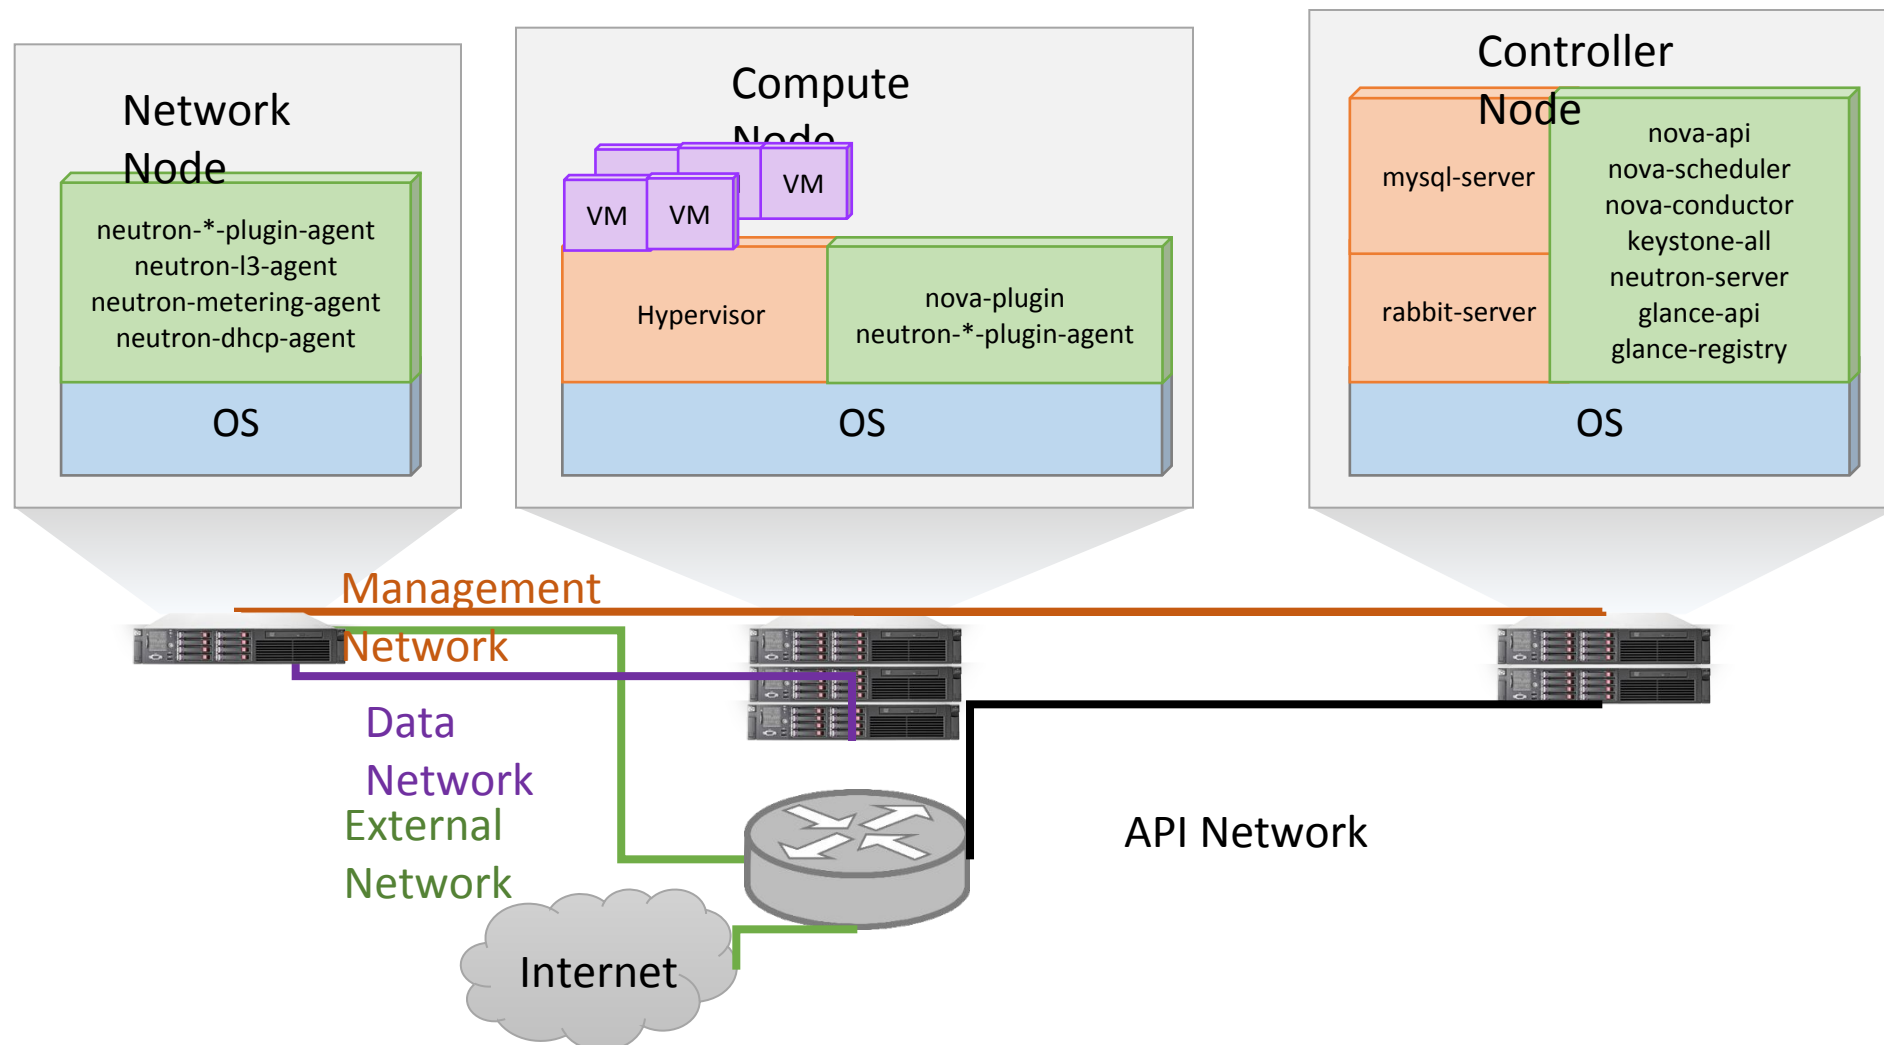 Network
Node
neutron-*-plugin-agent
neutron-l3-agent
neutron-metering-agent
neutron-dhcp-agent
OS
Compute
Node
VM
VM
VM
Hypervisor
nova-plugin
neutron-*-plugin-agent
OS
Controller
Node
mysql-server
rabbit-server
nova-api
nova-scheduler
nova-conductor
keystone-all
neutron-server
glance-api
glance-registry
OS
Management
Network
Data
Network
External
Network
API Network
Internet